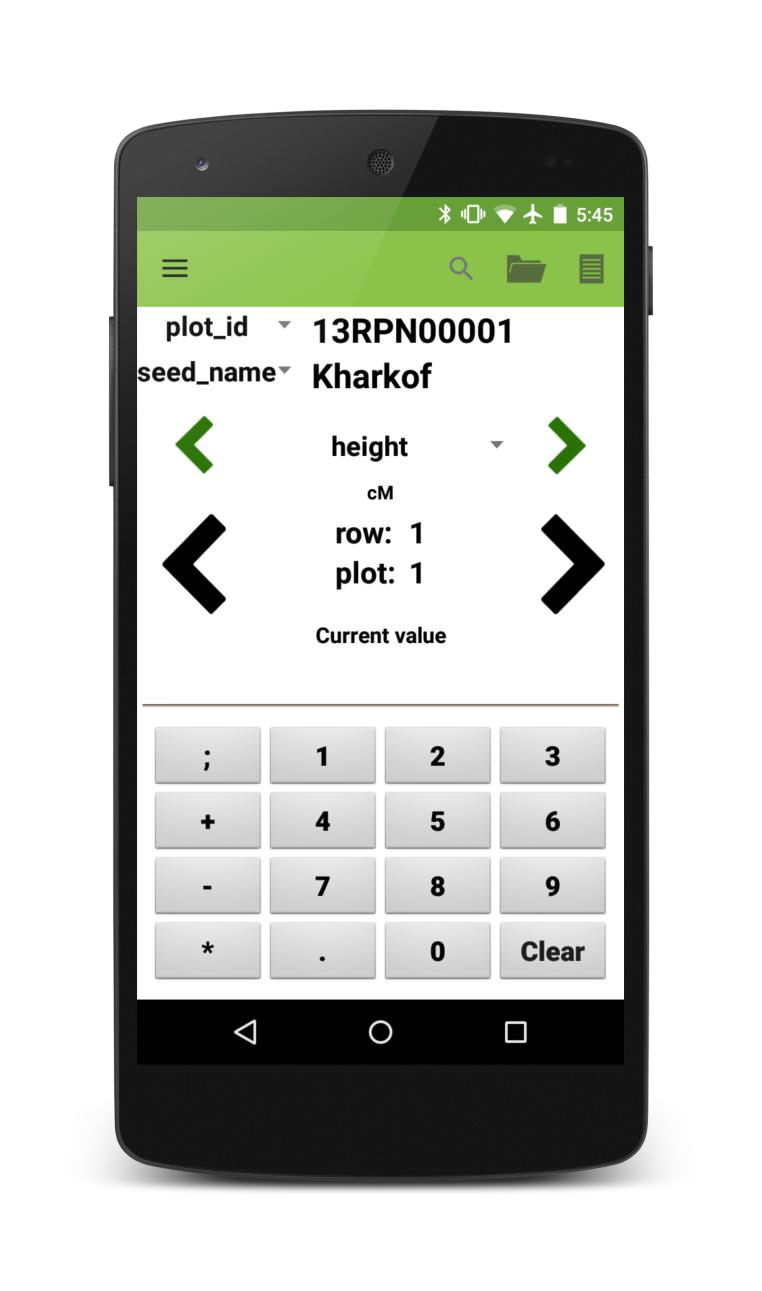 5:45
plot_id 13RPN00001
seed_name Kharkof
height
cM
row: 1
plot: 1
Current value
; 1 2 3
+ 4 5 6
- 7 8 9
* . 0 Clear